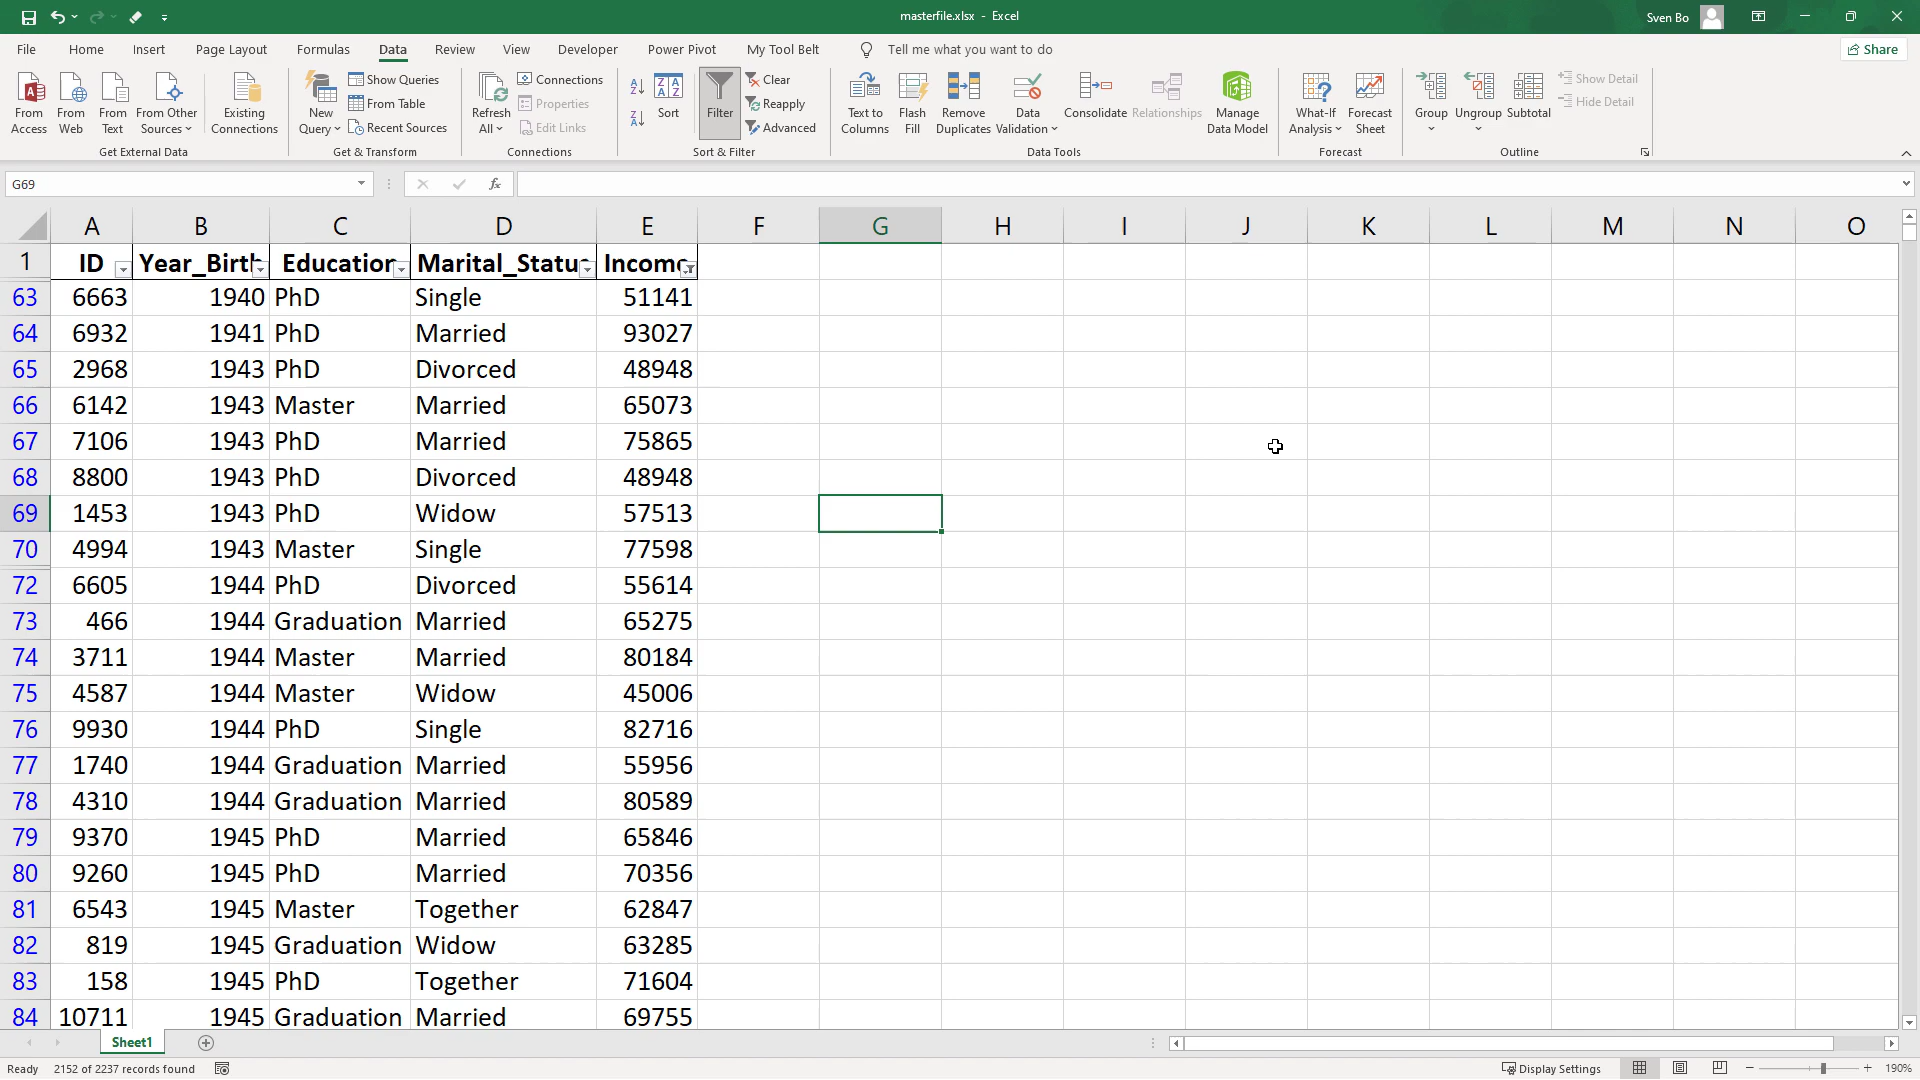 masterfile.xlsx - Excel
Sven Bo
File Home Insert Page Layout Formulas Data Review View Developer Power Pivot My Tool Belt Tell me what you want to do Share
From Access
From Web
From Text
From Other Sources
Existing Connections
Get External Data
New Query
Show Queries
From Table
Recent Sources
Get & Transform
Refresh All
Connections
Properties
Edit Links
Connections
Sort
Filter
Clear
Reapply
Advanced
Sort & Filter
Text to Columns
Flash Fill
Remove Duplicates
Data Validation
Consolidate
Relationships
Manage Data Model
Data Tools
What-If Analysis
Forecast Sheet
Forecast
Group
Ungroup
Subtotal
Show Detail
Hide Detail
Outline
G69 fx
A B C D E F G H I J K L M N O
1 ID Year_Birth Education Marital_Status Income
63 6663 1940 PhD Single 51141
64 6932 1941 PhD Married 93027
65 2968 1943 PhD Divorced 48948
66 6142 1943 Master Married 65073
67 7106 1943 PhD Married 75865
68 8800 1943 PhD Divorced 48948
69 1453 1943 PhD Widow 57513
70 4994 1943 Master Single 77598
72 6605 1944 PhD Divorced 55614
73 466 1944 Graduation Married 65275
74 3711 1944 Master Married 80184
75 4587 1944 Master Widow 45006
76 9930 1944 PhD Single 82716
77 1740 1944 Graduation Married 55956
78 4310 1944 Graduation Married 80589
79 9370 1945 PhD Married 65846
80 9260 1945 PhD Married 70356
81 6543 1945 Master Together 62847
82 819 1945 Graduation Widow 63285
83 158 1945 PhD Together 71604
84 10711 1945 Graduation Married 69755
Sheet1
Ready 2152 of 2237 records found Display Settings 190%